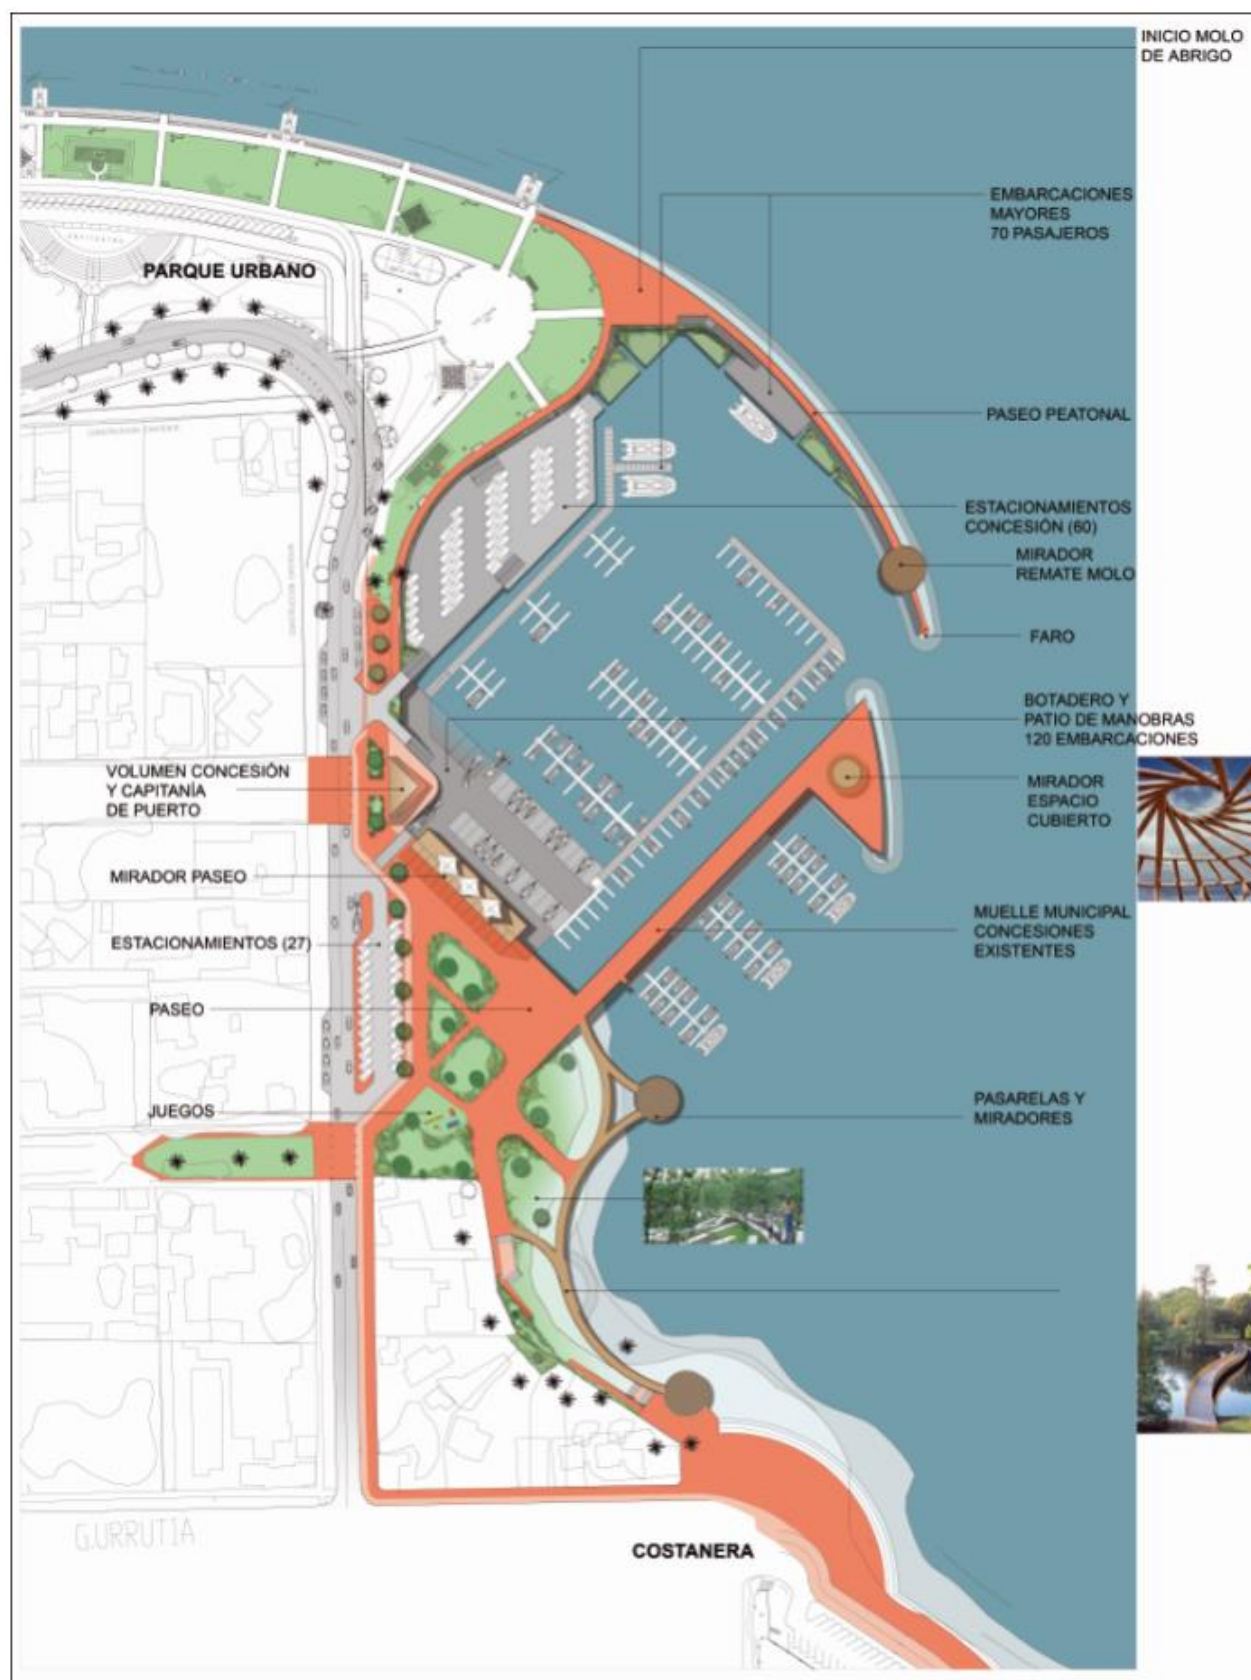 INICIO MOLO
DE ABRIGO
EMBARCACIONES
MAYORES
70 PASAJEROS
PARQUE URBANO
PASEO PEATONAL
ESTACIONAMIENTOS
CONCESIÓN (60)
MIRADOR
REMATE MOLO
FARO
BOTADERO Y
PATIO DE MANOBRAS
120 EMBARCACIONES
VOLUMEN CONCESIÓN
Y CAPITANÍA
DE PUERTO
MIRADOR
ESPACIO
CUBIERTO
MIRADOR PASEO
MUELLE MUNICIPAL
CONCESIONES
EXISTENTES
ESTACIONAMIENTOS (27)
PASEO
PASARELAS Y
MIRADORES
JUEGOS
G.URRUTIA
COSTANERA